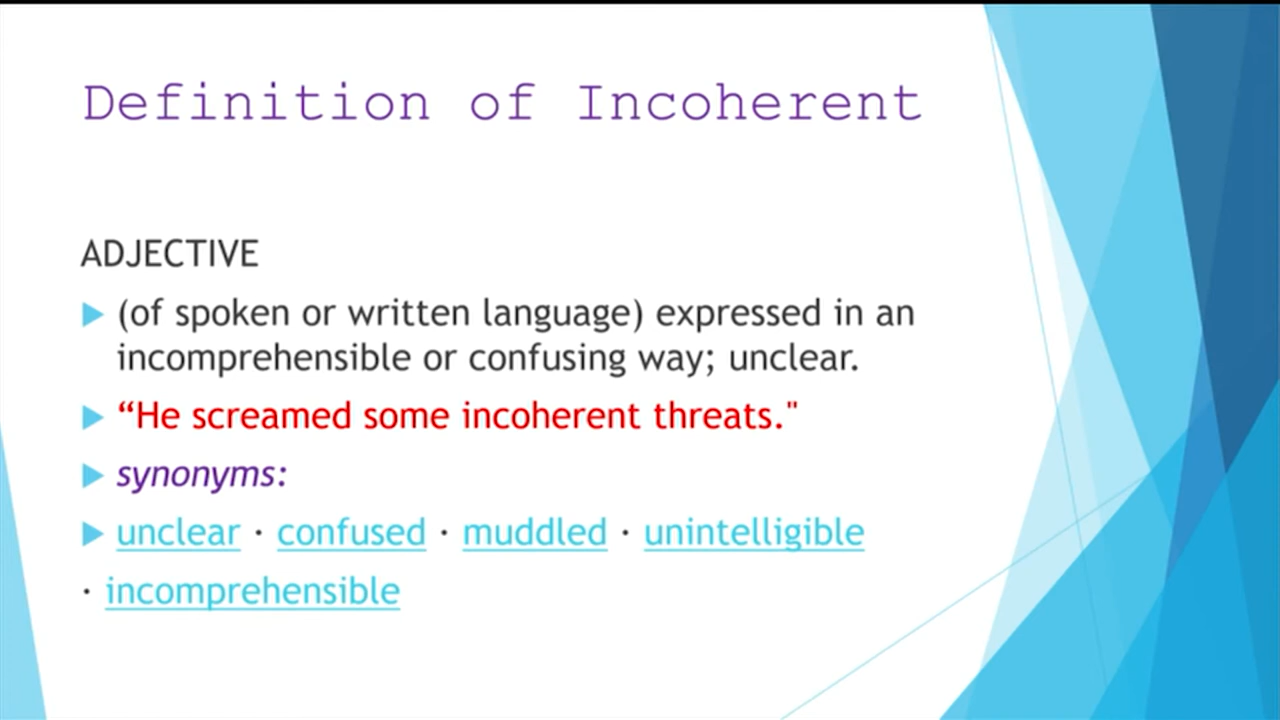 Definition of Incoherent
ADJECTIVE
(of spoken or written language) expressed in an
incomprehensible or confusing way; unclear.
“He screamed some incoherent threats."
synonyms:
unclear · confused · muddled · unintelligible
· incomprehensible